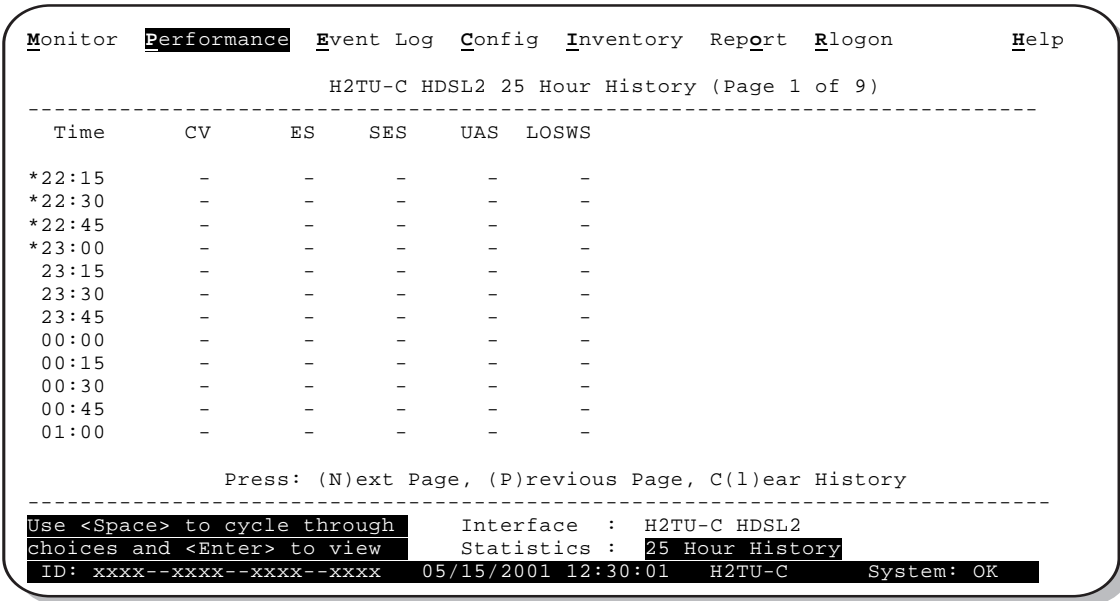 Monitor  Performance  Event Log  Config  Inventory  Report  Rlogon  Help
H2TU-C HDSL2 25 Hour History (Page 1 of 9)
--------------------------------------------------------------------------------
Time  CV  ES  SES  UAS  LOSWS
*22:15  -  -  -  -  -
*22:30  -  -  -  -  -
*22:45  -  -  -  -  -
*23:00  -  -  -  -  -
23:15  -  -  -  -  -
23:30  -  -  -  -  -
23:45  -  -  -  -  -
00:00  -  -  -  -  -
00:15  -  -  -  -  -
00:30  -  -  -  -  -
00:45  -  -  -  -  -
01:00  -  -  -  -  -
Press: (N)ext Page, (P)revious Page, C(l)ear History
--------------------------------------------------------------------------------
Use <Space> to cycle through  Interface : H2TU-C HDSL2
choices and <Enter> to view  Statistics : 25 Hour History
ID: xxxx--xxxx--xxxx--xxxx  05/15/2001 12:30:01  H2TU-C  System: OK